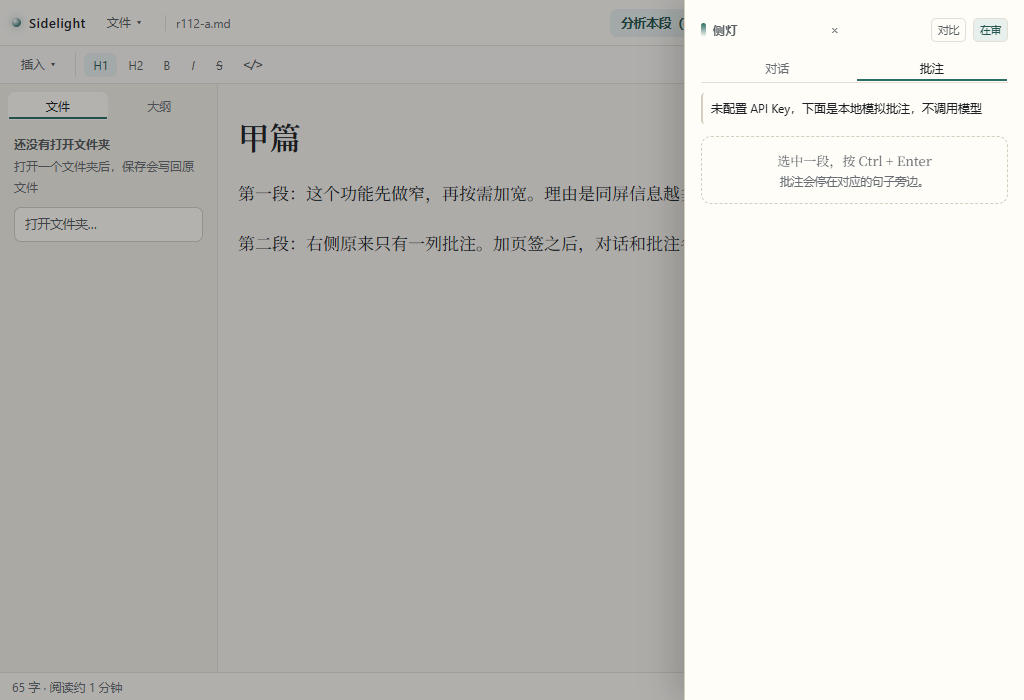 Sidelight 文件 r112-a.md 分析本段
插入 H1 H2 B I S </>
文件 大纲
还没有打开文件夹
打开一个文件夹后，保存会写回原
文件
打开文件夹...
甲篇
第一段：这个功能先做窄，再按需加宽。理由是同屏信息越
第二段：右侧原来只有一列批注。加页签之后，对话和批注
65 字 · 阅读约 1 分钟
侧灯 × 对比 在审
对话 批注
未配置 API Key，下面是本地模拟批注，不调用模型
选中一段，按 Ctrl + Enter
批注会停在对应的句子旁边。